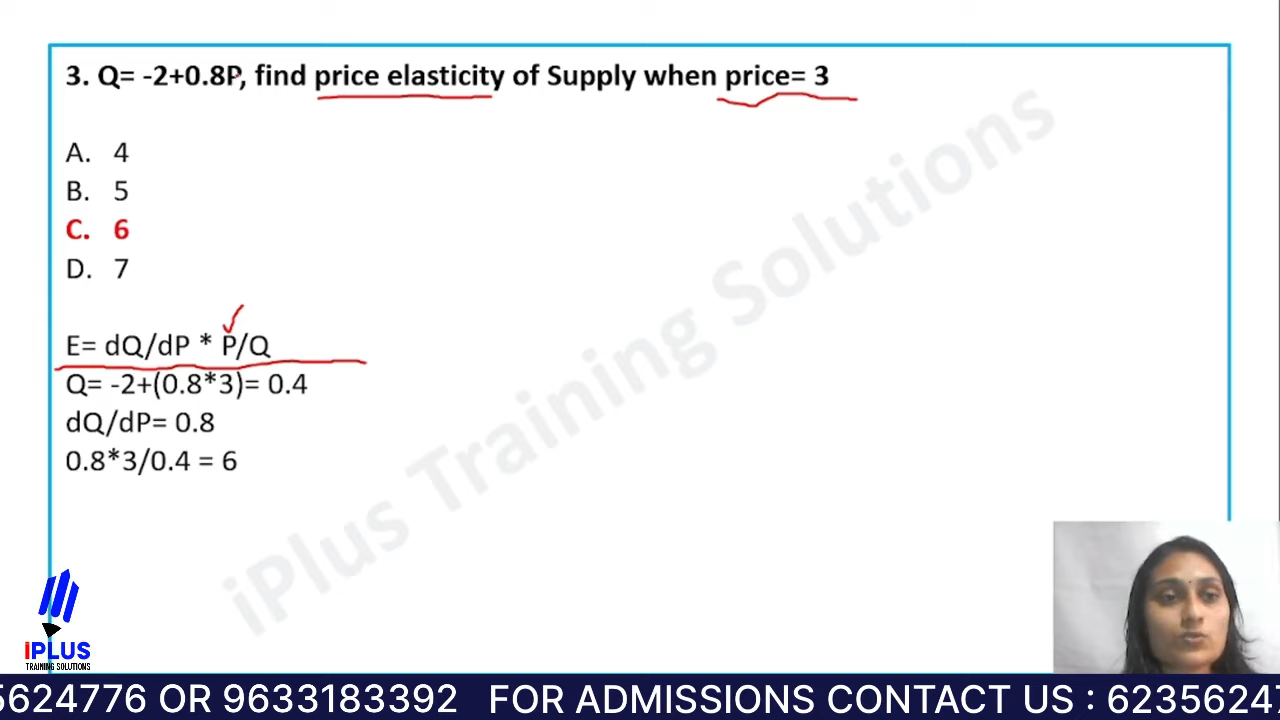 3. Q= -2+0.8P, find price elasticity of Supply when price= 3
A. 4
B. 5
C. 6
D. 7
E= dQ/dP * P/Q
Q= -2+(0.8*3)= 0.4
dQ/dP= 0.8
0.8*3/0.4 = 6
iPlus Training Solutions
iPLUS
TRAINING SOLUTIONS
5624776 OR 9633183392 FOR ADMISSIONS CONTACT US : 62356247